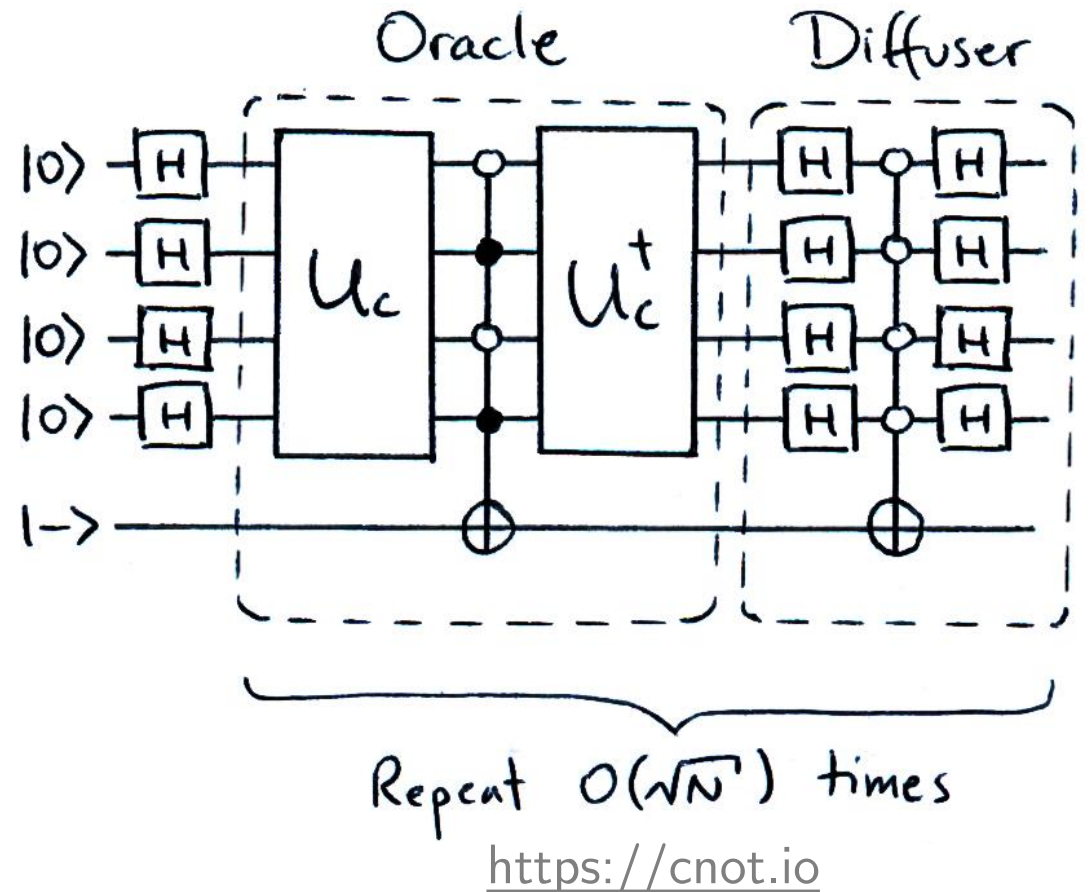 Oracle Diffuser
|0⟩ H H H
|0⟩ H H H
U_c U_c^†
|0⟩ H H H
|0⟩ H H H
|−⟩
Repeat O(√N) times
https://cnot.io